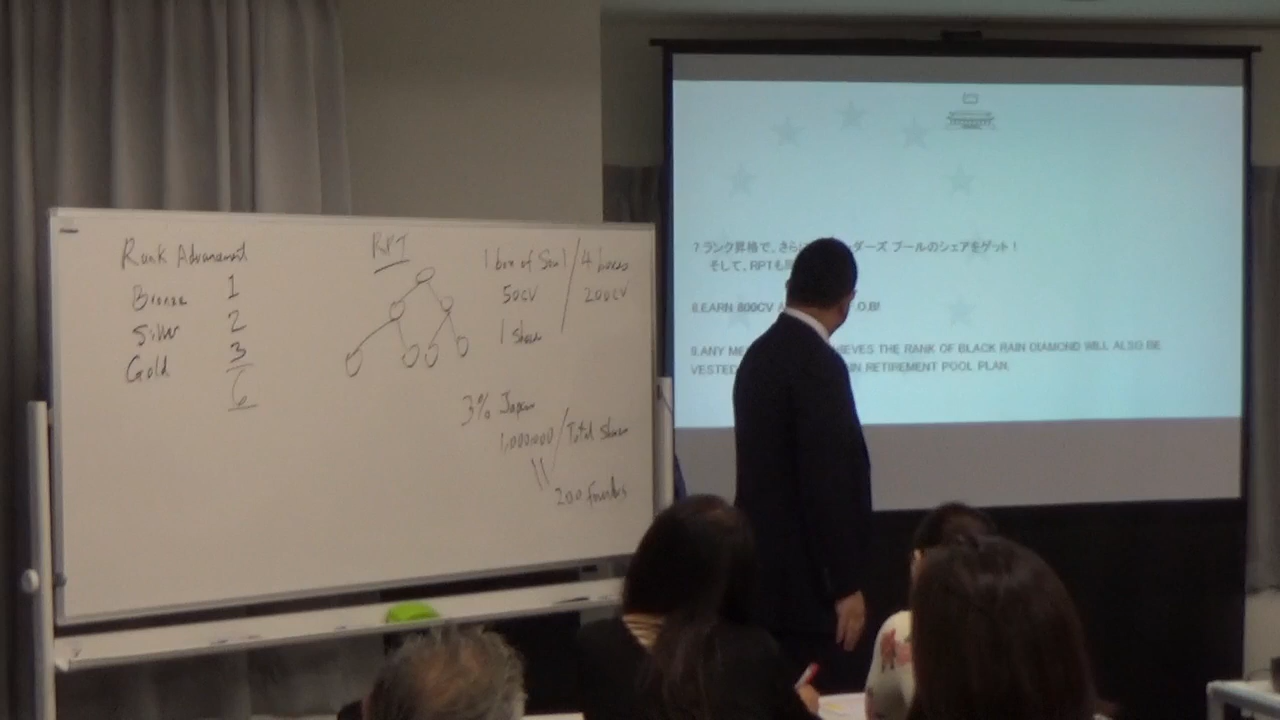 Rank Advancement
Bronze 1
Silver 2
Gold 3
6
RPT
1 box of Soul / 4 boxes
50CV / 200CV
1 share
3% Japan
1,000,000 / Total Shares
200 Founders
7.ランク昇格で、さら ーダーズ プールのシェアをゲット！
そして、RPTも
8.EARN 800CV O.B!
9.ANY THE RANK OF BLACK RAIN DIAMOND WILL ALSO BE
VESTED RETIREMENT POOL PLAN.